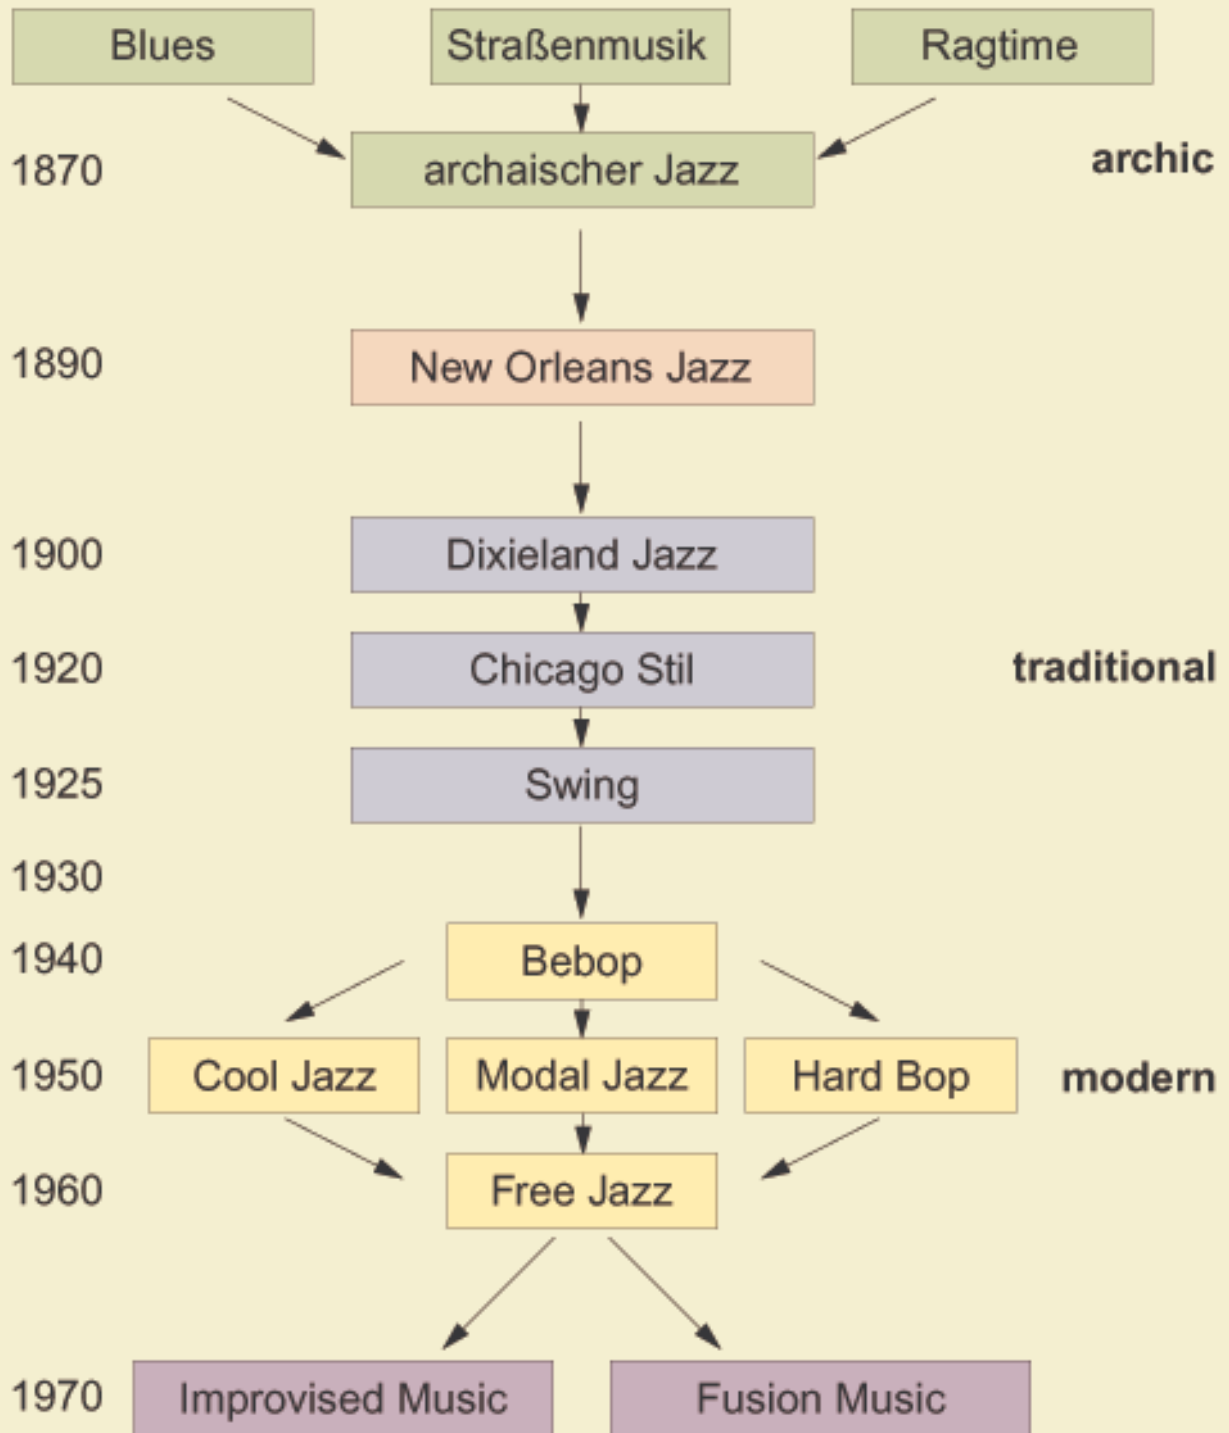 Blues
Straßenmusik
Ragtime
1870
archaischer Jazz
archic
1890
New Orleans Jazz
1900
Dixieland Jazz
1920
Chicago Stil
traditional
1925
Swing
1930
1940
Bebop
1950
Cool Jazz
Modal Jazz
Hard Bop
modern
1960
Free Jazz
1970
Improvised Music
Fusion Music